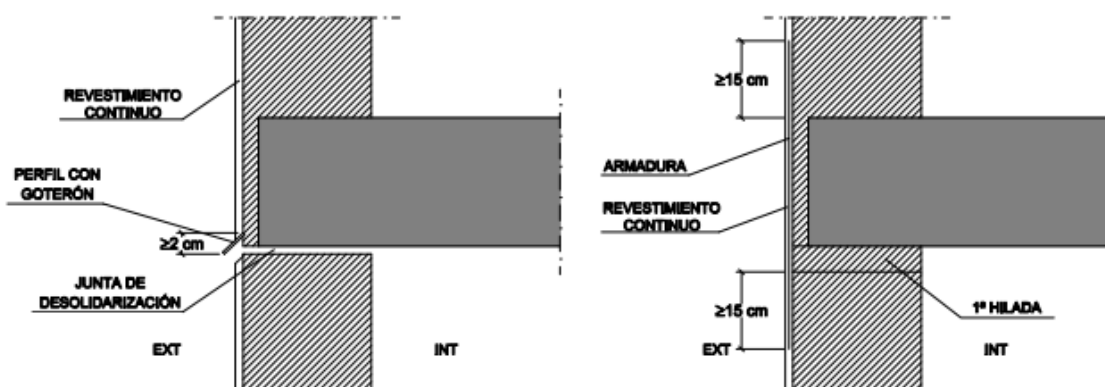 REVESTIMIENTO
CONTINUO
PERFIL CON
GOTERÓN
≥2 cm
JUNTA DE
DESOLIDARIZACIÓN
EXT
INT
≥15 cm
ARMADURA
REVESTIMIENTO
CONTINUO
≥15 cm
1ª HILADA
EXT
INT